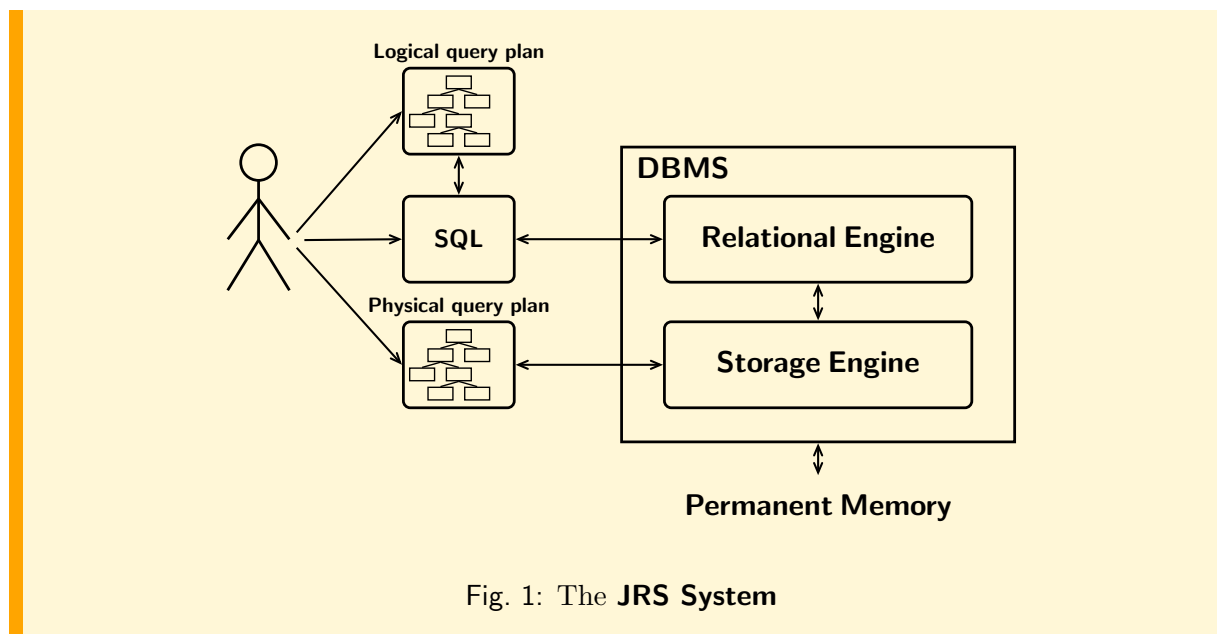 Logical query plan
DBMS
SQL
Relational Engine
Physical query plan
Storage Engine
Permanent Memory
Fig. 1: The JRS System